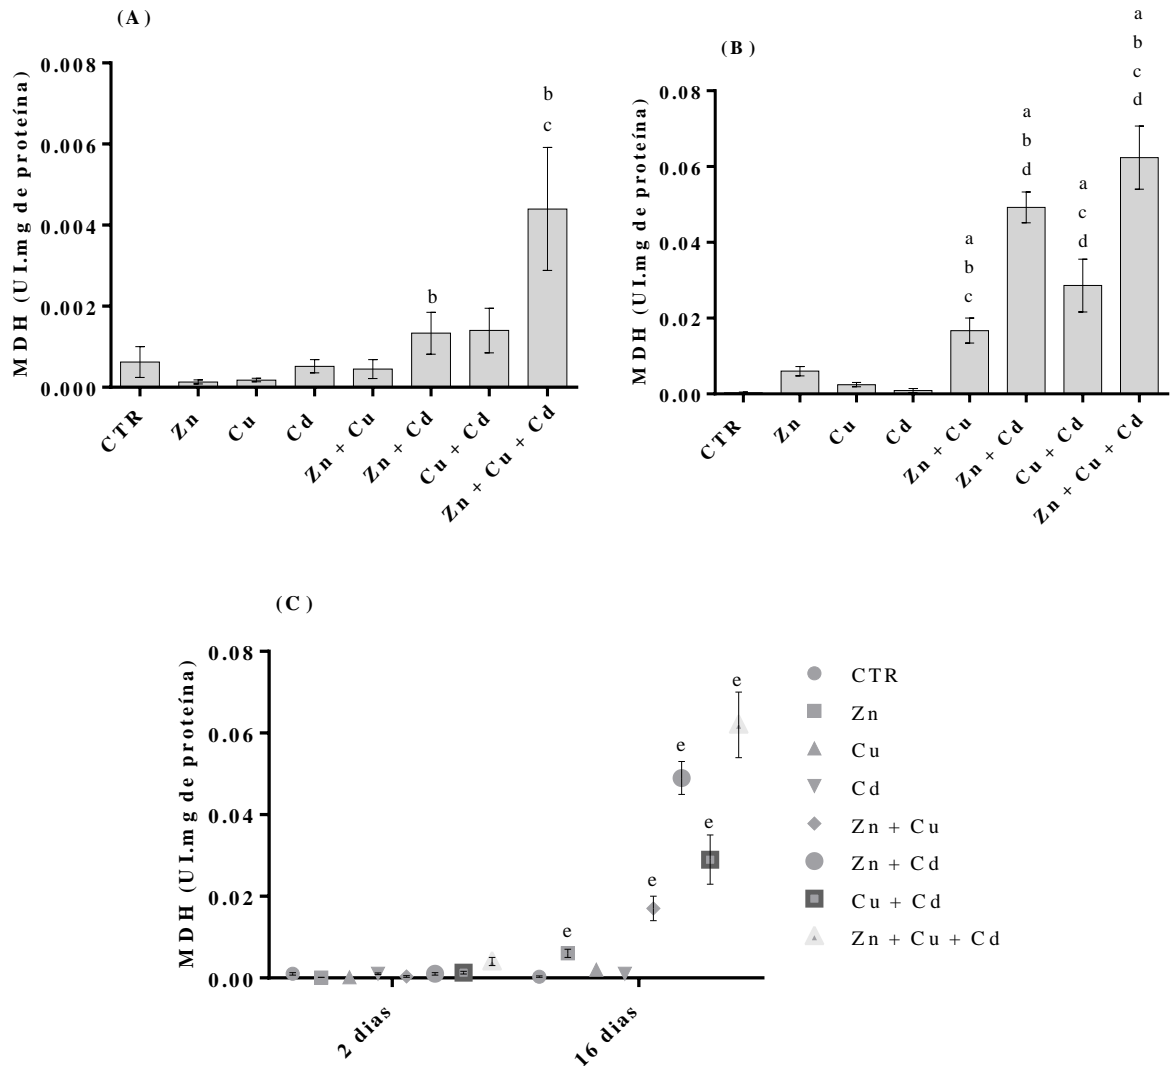 (A)
MDH (UI.mg de proteína)
0.008
0.006
0.004
0.002
0.000
b
b
c
CTR
Zn
Cu
Cd
Zn + Cu
Zn + Cd
Cu + Cd
Zn + Cu + Cd
(B)
MDH (UI.mg de proteína)
0.08
0.06
0.04
0.02
0.00
a
b
c
a
b
d
a
c
d
a
b
c
d
CTR
Zn
Cu
Cd
Zn + Cu
Zn + Cd
Cu + Cd
Zn + Cu + Cd
(C)
MDH (UI.mg de proteína)
0.08
0.06
0.04
0.02
0.00
e
e
e
e
e
2 dias
16 dias
CTR
Zn
Cu
Cd
Zn + Cu
Zn + Cd
Cu + Cd
Zn + Cu + Cd